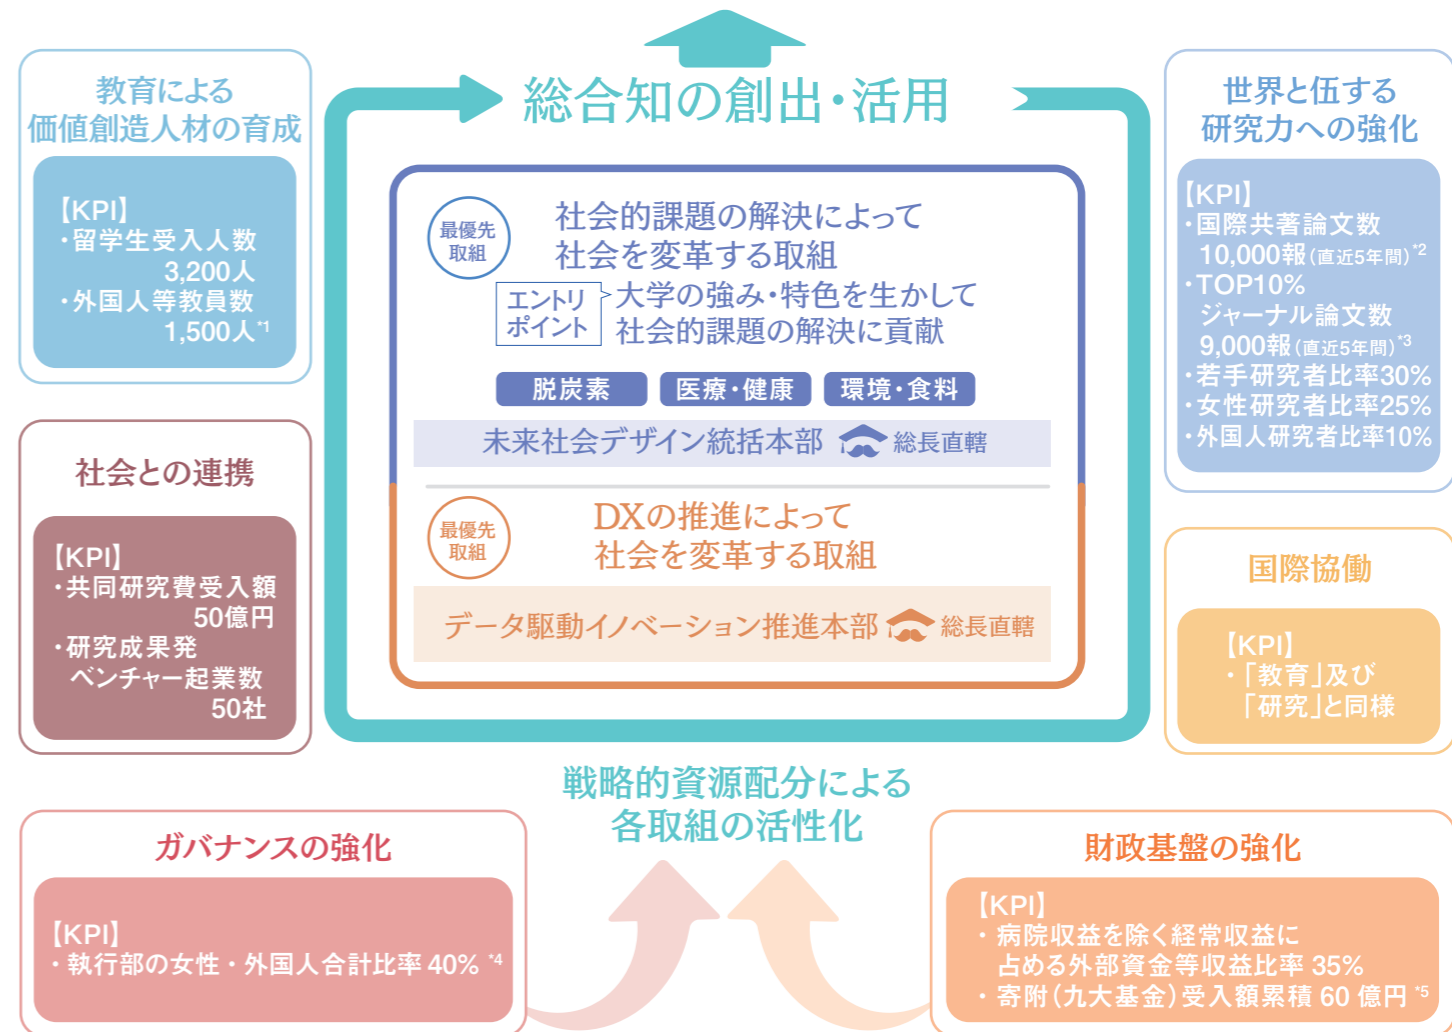 総合知の創出・活用
教育による
価値創造人材の育成
【KPI】
・留学生受入人数
3,200人
・外国人等教員数
1,500人*1
社会との連携
【KPI】
・共同研究費受入額
50億円
・研究成果発
ベンチャー起業数
50社
最優先
取組
社会的課題の解決によって
社会を変革する取組
エントリ
ポイント
大学の強み・特色を生かして
社会的課題の解決に貢献
脱炭素
医療・健康
環境・食料
未来社会デザイン統括本部 総長直轄
最優先
取組
DXの推進によって
社会を変革する取組
データ駆動イノベーション推進本部 総長直轄
世界と伍する
研究力への強化
【KPI】
・国際共著論文数
10,000報(直近5年間)*2
・TOP10%
ジャーナル論文数
9,000報(直近5年間)*3
・若手研究者比率30%
・女性研究者比率25%
・外国人研究者比率10%
国際協働
【KPI】
・「教育」及び
「研究」と同様
戦略的資源配分による
各取組の活性化
ガバナンスの強化
【KPI】
・執行部の女性・外国人合計比率 40% *4
財政基盤の強化
【KPI】
・病院収益を除く経常収益に
占める外部資金等収益比率 35%
・寄附(九大基金)受入額累積 60 億円 *5